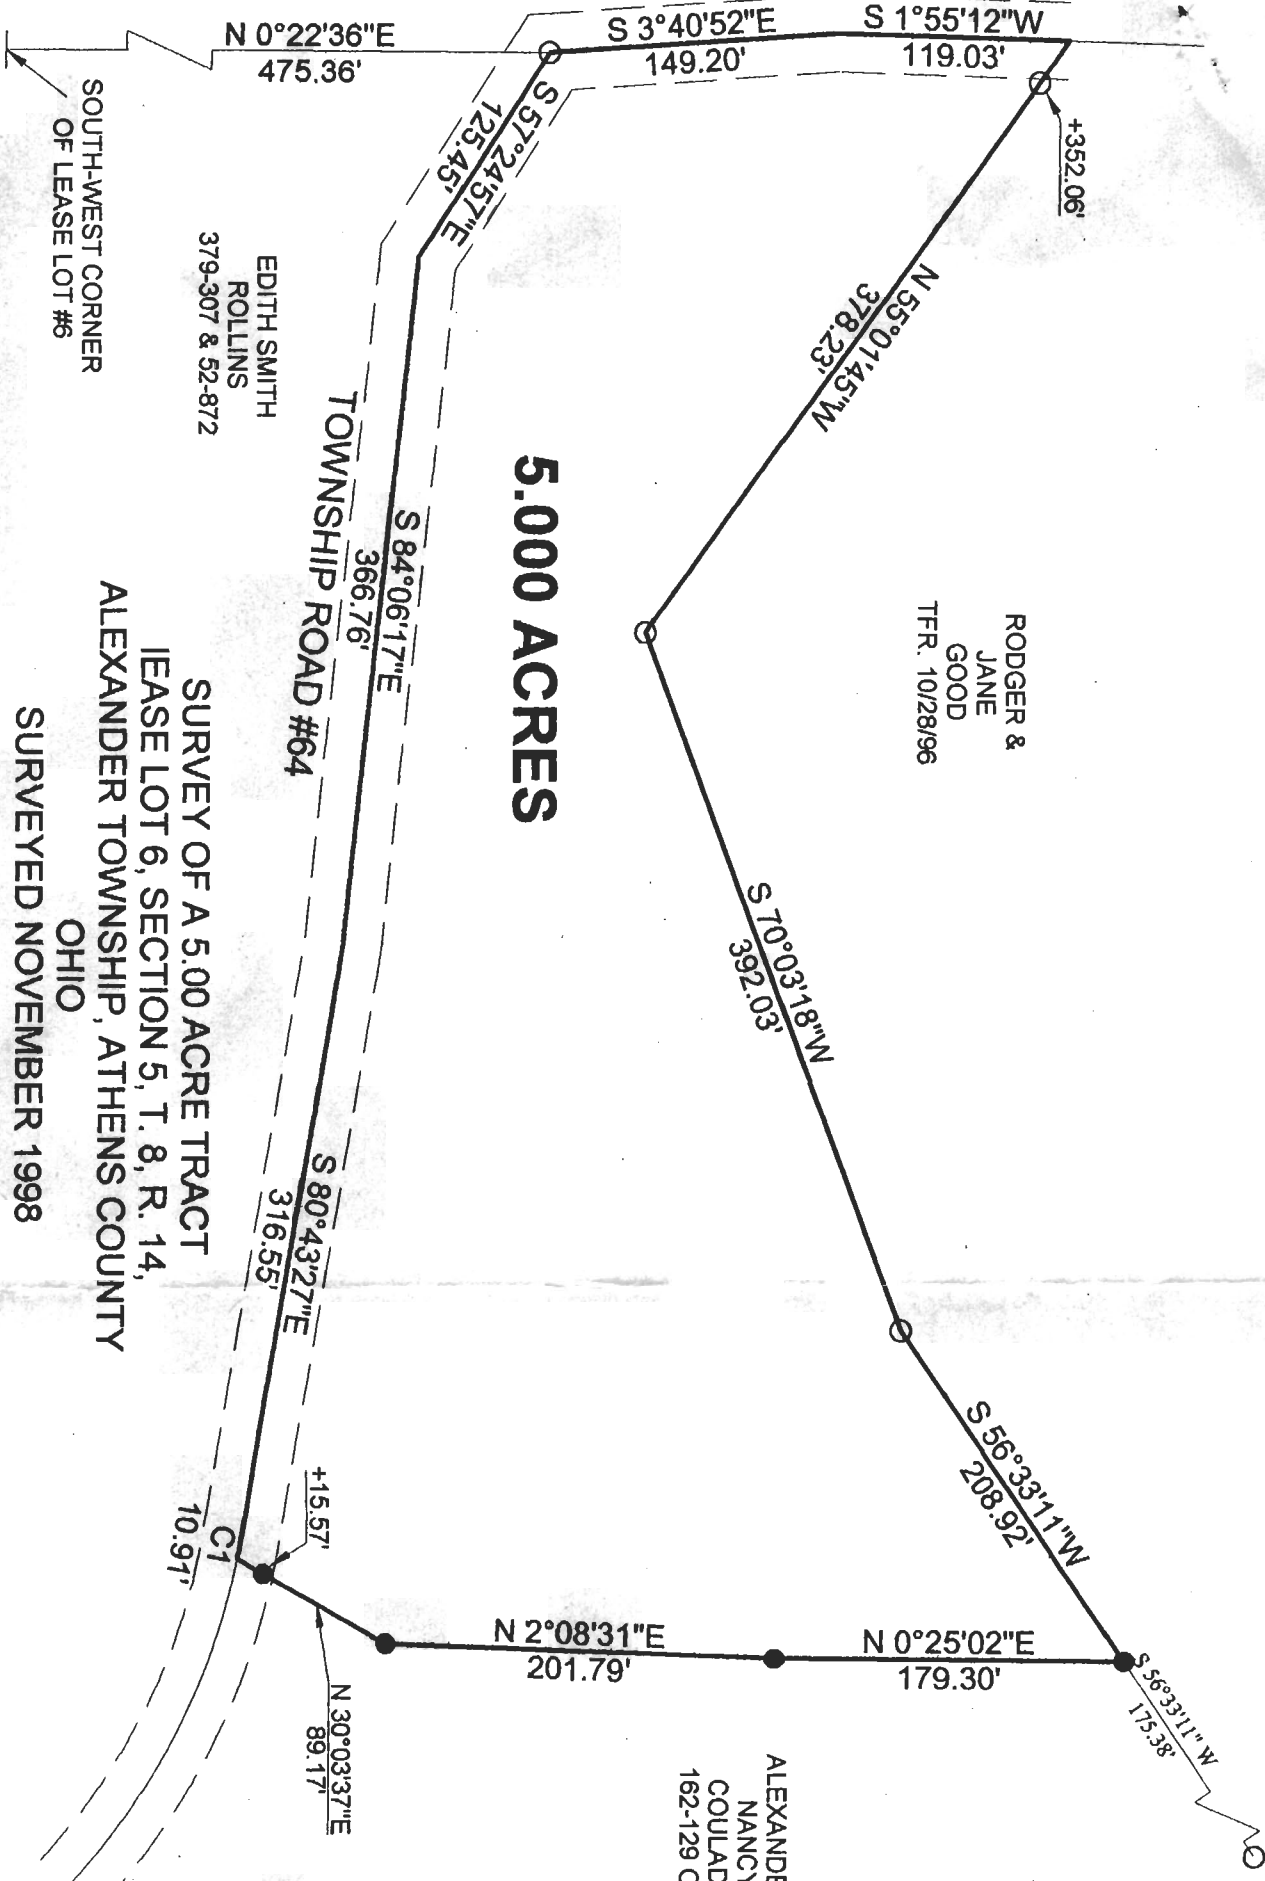 N 0°22'36"E
475.36'
S 3°40'52"E
149.20'
S 1°55'12"W
119.03'
+352.06'
N 55°01'45"W
378.23'
S 57°24'57"E
125.45'
SOUTH-WEST CORNER
OF LEASE LOT #6
EDITH SMITH
ROLLINS
379-307 & 52-872
RODGER &
JANE
GOOD
TFR. 10/28/96
5.000 ACRES
S 84°06'17"E
366.76'
TOWNSHIP ROAD #64
S 70°03'18"W
392.03'
S 56°33'11"W
208.92'
S 56°33'11" W
175.38'
S 80°43'27"E
316.55'
+15.57'
C1
10.91'
N 30°03'37"E
89.17'
N 2°08'31"E
201.79'
N 0°25'02"E
179.30'
ALEXANDE
NANCY
COULAD
162-129
SURVEY OF A 5.00 ACRE TRACT
lEASE LOT 6, SECTION 5, T. 8, R. 14,
ALEXANDER TOWNSHIP, ATHENS COUNTY
OHIO
SURVEYED NOVEMBER 1998